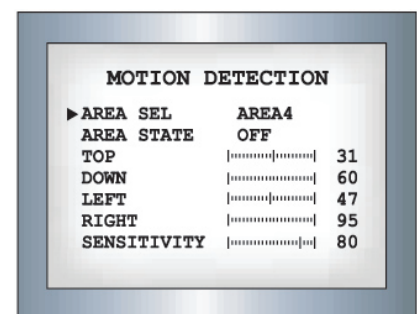 MOTION DETECTION
▶AREA SEL AREA4
AREA STATE OFF
TOP 31
DOWN 60
LEFT 47
RIGHT 95
SENSITIVITY 80